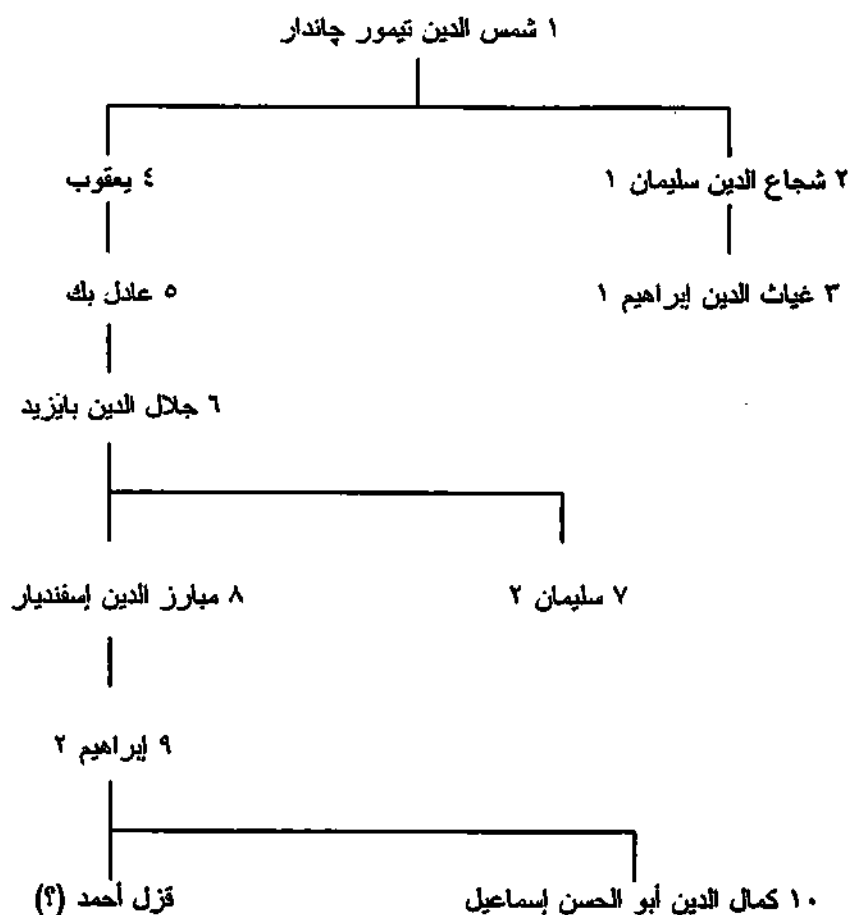 ١ شمس الدين تيمور چاندار
٢ شجاع الدين سليمان ١
٤ يعقوب
٣ غياث الدين إبراهيم ١
٥ عادل بك
٦ جلال الدين بايزيد
٧ سليمان ٢
٨ مبارز الدين إسفنديار
٩ إبراهيم ٢
١٠ كمال الدين أبو الحسن إسماعيل
قزل أحمد (؟)